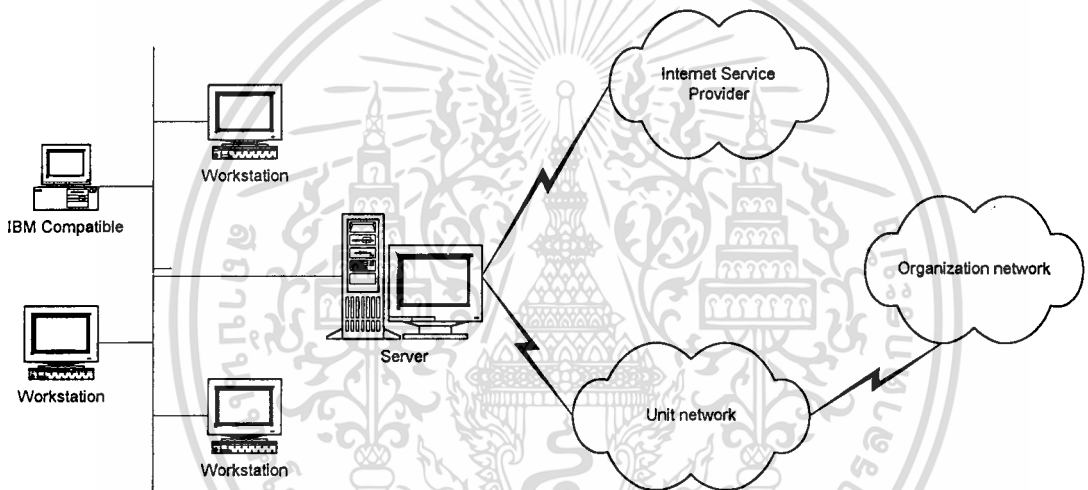 Internet Service
Provider
Workstation
IBM Compatible
Organization network
Server
Workstation
Unit network
Workstation